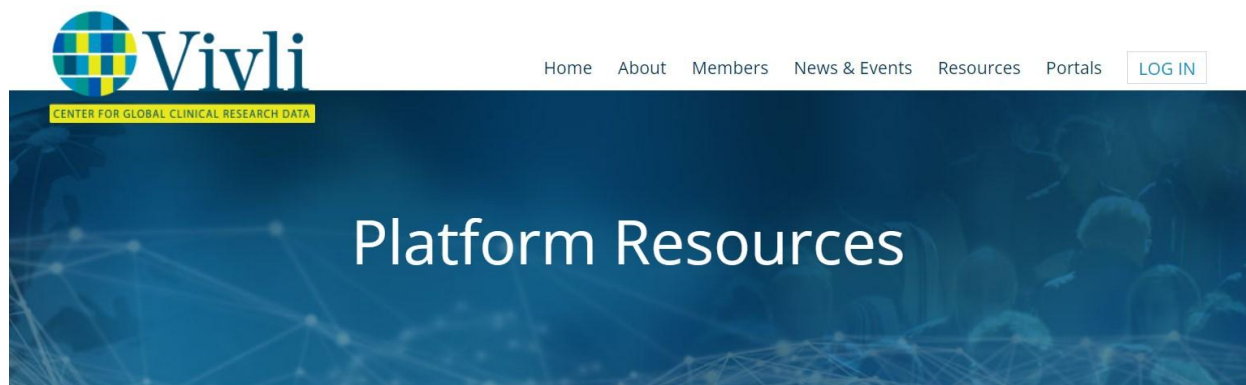 Vivli
CENTER FOR GLOBAL CLINICAL RESEARCH DATA
Home About Members News & Events Resources Portals LOG IN
Platform Resources